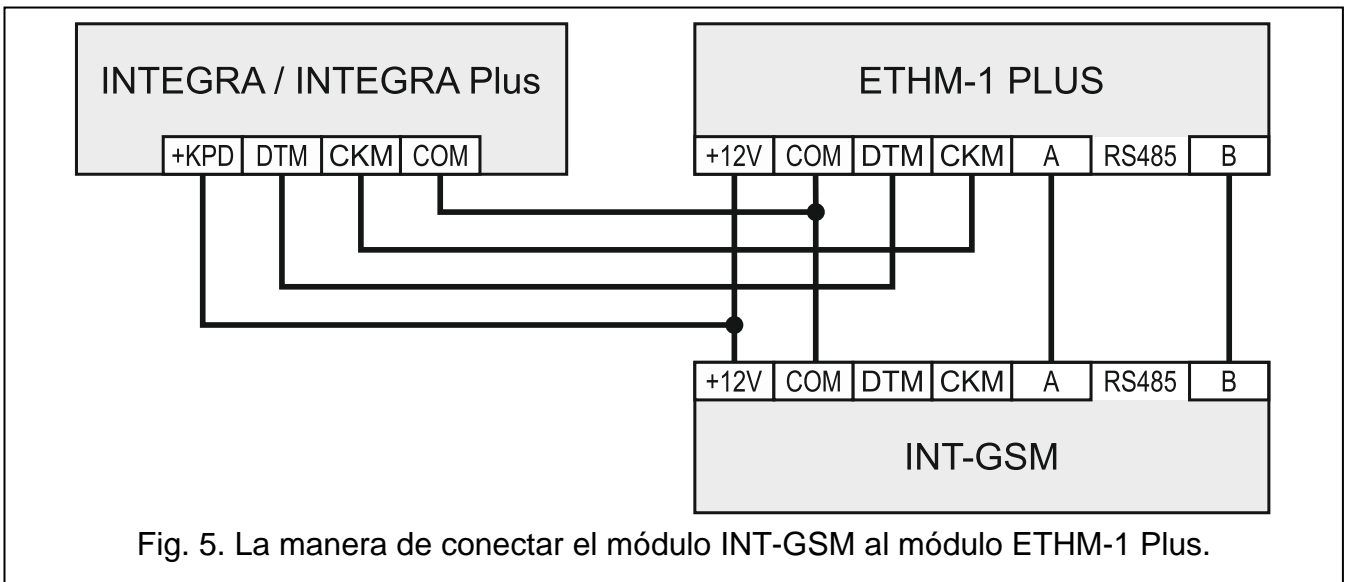 INTEGRA / INTEGRA Plus
ETHM-1 PLUS
+KPD DTM CKM COM
+12V COM DTM CKM A RS485 B
+12V COM DTM CKM A RS485 B
INT-GSM
Fig. 5. La manera de conectar el módulo INT-GSM al módulo ETHM-1 Plus.